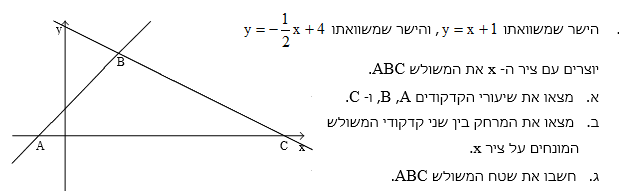 . הישר שמשוואתו y = x + 1, והישר שמשוואתו y = -\frac{1}{2}x + 4
יוצרים עם ציר ה- x את המשולש ABC.
א. מצאו את שיעורי הקדקודים A, B, ו- C.
ב. מצאו את המרחק בין שני קדקודי המשולש
המונחים על ציר x.
ג. חשבו את שטח המשולש ABC.
y
B
A
C
x